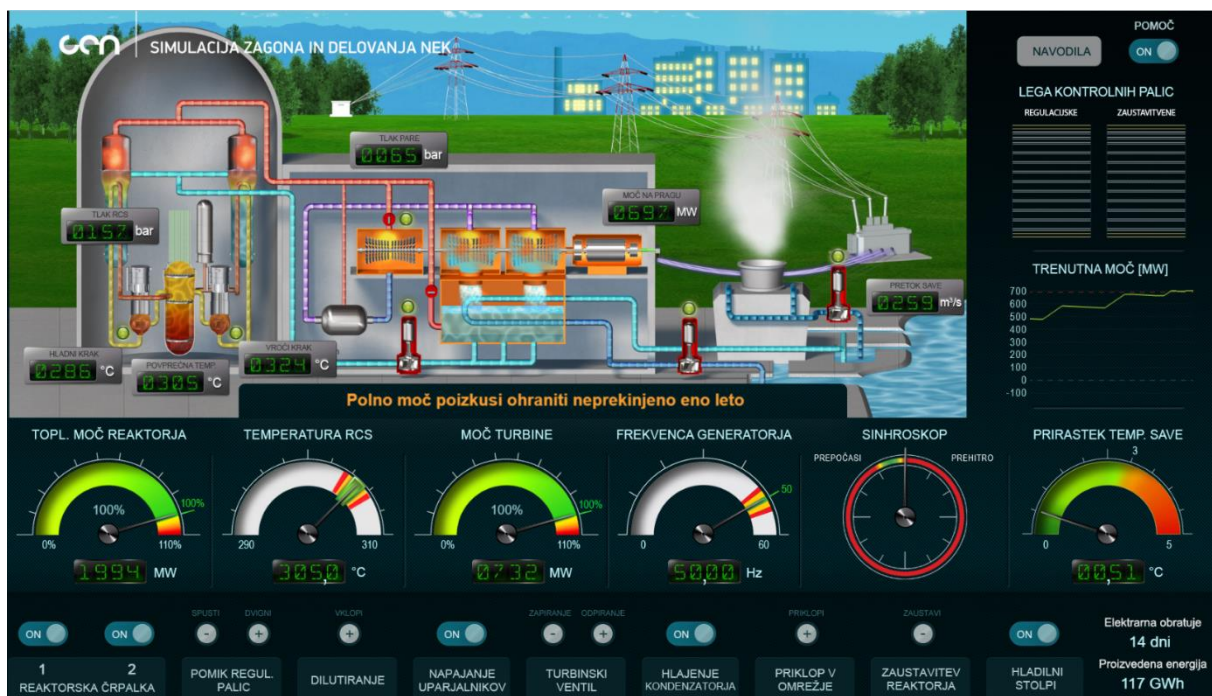 cen
SIMULACIJA ZAGONA IN DELOVANJA NEK
POMOČ
NAVODILA
ON
LEGA KONTROLNIH PALIC
REGULACIJSKE
ZAUSTAVITVENE
TLAK PARE
0065 bar
MOČ NA PRAGU
0697 MW
TLAK RCS
0157 bar
PRETOK SAVE
0259 m³/s
HLADNI KRAK
0286 °C
POVPREČNA TEMP.
0305 °C
VROČI KRAK
0324 °C
TRENUTNA MOČ [MW]
700
600
500
400
300
200
100
0
-100
Polno moč poizkusi ohraniti neprekinjeno eno leto
TOPL. MOČ REAKTORJA
100%
100%
0%
110%
1994 MW
TEMPERATURA RCS
290
310
305,0 °C
MOČ TURBINE
100%
100%
0%
110%
0732 MW
FREKVENCA GENERATORJA
50
0
60
50,00 Hz
SINHROSKOP
PREPOČASI
PREHITRO
PRIRASTEK TEMP. SAVE
3
0
5
00,51 °C
ON
ON
1 2
REAKTORSKA ČRPALKA
SPUSTI
DVIGNI
-
+
POMIK REGUL.
PALIC
VKLOPI
+
DILUTIRANJE
ON
NAPAJANJE
UPARJALNIKOV
ZAPIRANJE
ODPIRANJE
-
+
TURBINSKI
VENTIL
ON
HLAJENJE
KONDENZATORJA
PRIKLOPI
+
PRIKLOP V
OMREŽJE
ZAUSTAVI
-
ZAUSTAVITEV
REAKTORJA
ON
HLADILNI
STOLPI
Elektrarna obratuje
14 dni
Proizvedena energija
117 GWh